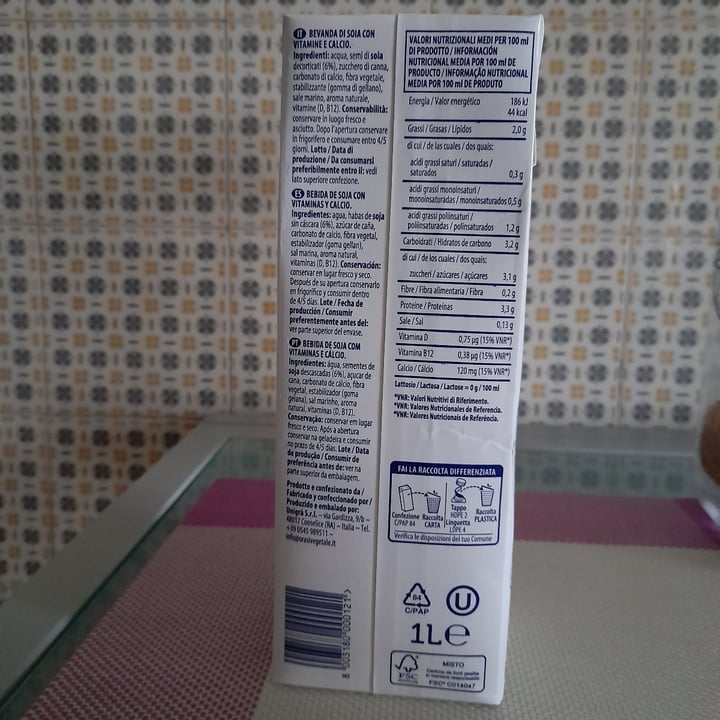 IT BEVANDA DI SOIA CON
VITAMINE E CALCIO.
Ingredienti: acqua, semi di soia
decorticati (6%), zucchero di canna,
carbonato di calcio, fibra vegetale,
stabilizzante (gomma di gellano),
sale marino, aroma naturale,
vitamine (D, B12). Conservabilità:
conservare in luogo fresco e
asciutto. Dopo l'apertura conservare
in frigorifero e consumare entro 4/5
giorni. Lotto / Data di
produzione / Da consumarsi
preferibilmente entro il: vedi
lato superiore confezione.
ES BEBIDA DE SOJA CON
VITAMINAS Y CALCIO.
Ingredientes: agua, habas de soja
sin cáscara (6%), azúcar de caña,
carbonato de calcio, fibra vegetal,
estabilizador (goma gellan),
sal marina, aroma natural,
vitaminas (D, B12). Conservación:
conservar en lugar fresco y seco.
Después de su apertura conservarlo
en frigorífico y consumir dentro
de 4/5 días. Lote / Fecha de
producción / Consumir
preferentemente antes del:
ver parte superior del envase.
PT BEBIDA DE SOJA COM
VITAMINAS E CÁLCIO.
Ingredientes: água, sementes de
soja descascadas (6%), açúcar de
cana, carbonato de cálcio, fibra
vegetal, estabilizador (goma
gelana), sal marinho, aroma
natural, vitaminas (D, B12).
Conservação: conservar em lugar
fresco e seco. Após a abertura
conservar na geladeira e consumir
no prazo de 4/5 dias. Lote / Data
de produção / Consumir de
preferência antes de: ver na
parte superior da embalagem.
Prodotto e confezionato da /
Fabricado y confeccionado por /
Produzido e embalado por:
Unigrà S.r.l. – via Gardizza, 9/b –
48017 Conselice (RA) – Italia – Tel.
+39 0545 989511 –
info@orasivegetale.it
8 003180 000121 >
VALORI NUTRIZIONALI MEDI PER 100 ml
DI PRODOTTO / INFORMACIÓN
NUTRICIONAL MEDIA POR 100 ml DE
PRODUCTO / INFORMAÇÃO NUTRICIONAL
MEDIA POR 100 ml DE PRODUTO
Energia / Valor energético 186 kJ
44 kcal
Grassi / Grasas / Lípidos 2,0 g
di cui / de las cuales / dos quais:
acidi grassi saturi / saturadas /
saturados 0,3 g
acidi grassi monoinsaturi /
monoinsaturadas / monoinsaturados 0,5 g
acidi grassi poliinsaturi /
poliinsaturadas / polinsaturados 1,2 g
Carboidrati / Hidratos de carbono 3,2 g
di cui / de los cuales / dos quais:
zuccheri / azúcares / açúcares 3,1 g
Fibre / Fibra alimentaria / Fibra 0,2 g
Proteine / Proteínas 3,3 g
Sale / Sal 0,13 g
Vitamina D 0,75 µg (15% VNR*)
Vitamina B12 0,38 µg (15% VNR*)
Calcio / Cálcio 120 mg (15% VNR*)
Lattosio / Lactosa / Lactose = 0 g / 100 ml
*VNR: Valori Nutritivi di Riferimento.
*VNR: Valores Nutricionales de Referencia.
*VNR: Valores Nutricionais de Referência.
FAI LA RACCOLTA DIFFERENZIATA
Confezione
C/PAP 84
Raccolta
CARTA
Tappo
HDPE 2
Linguetta
LDPE 4
Raccolta
PLASTICA
Verifica le disposizioni del tuo Comune
84
C/PAP
U
1L e
FSC
MISTO
Cartone da fonti gestite
in maniera responsabile
FSC® C014047